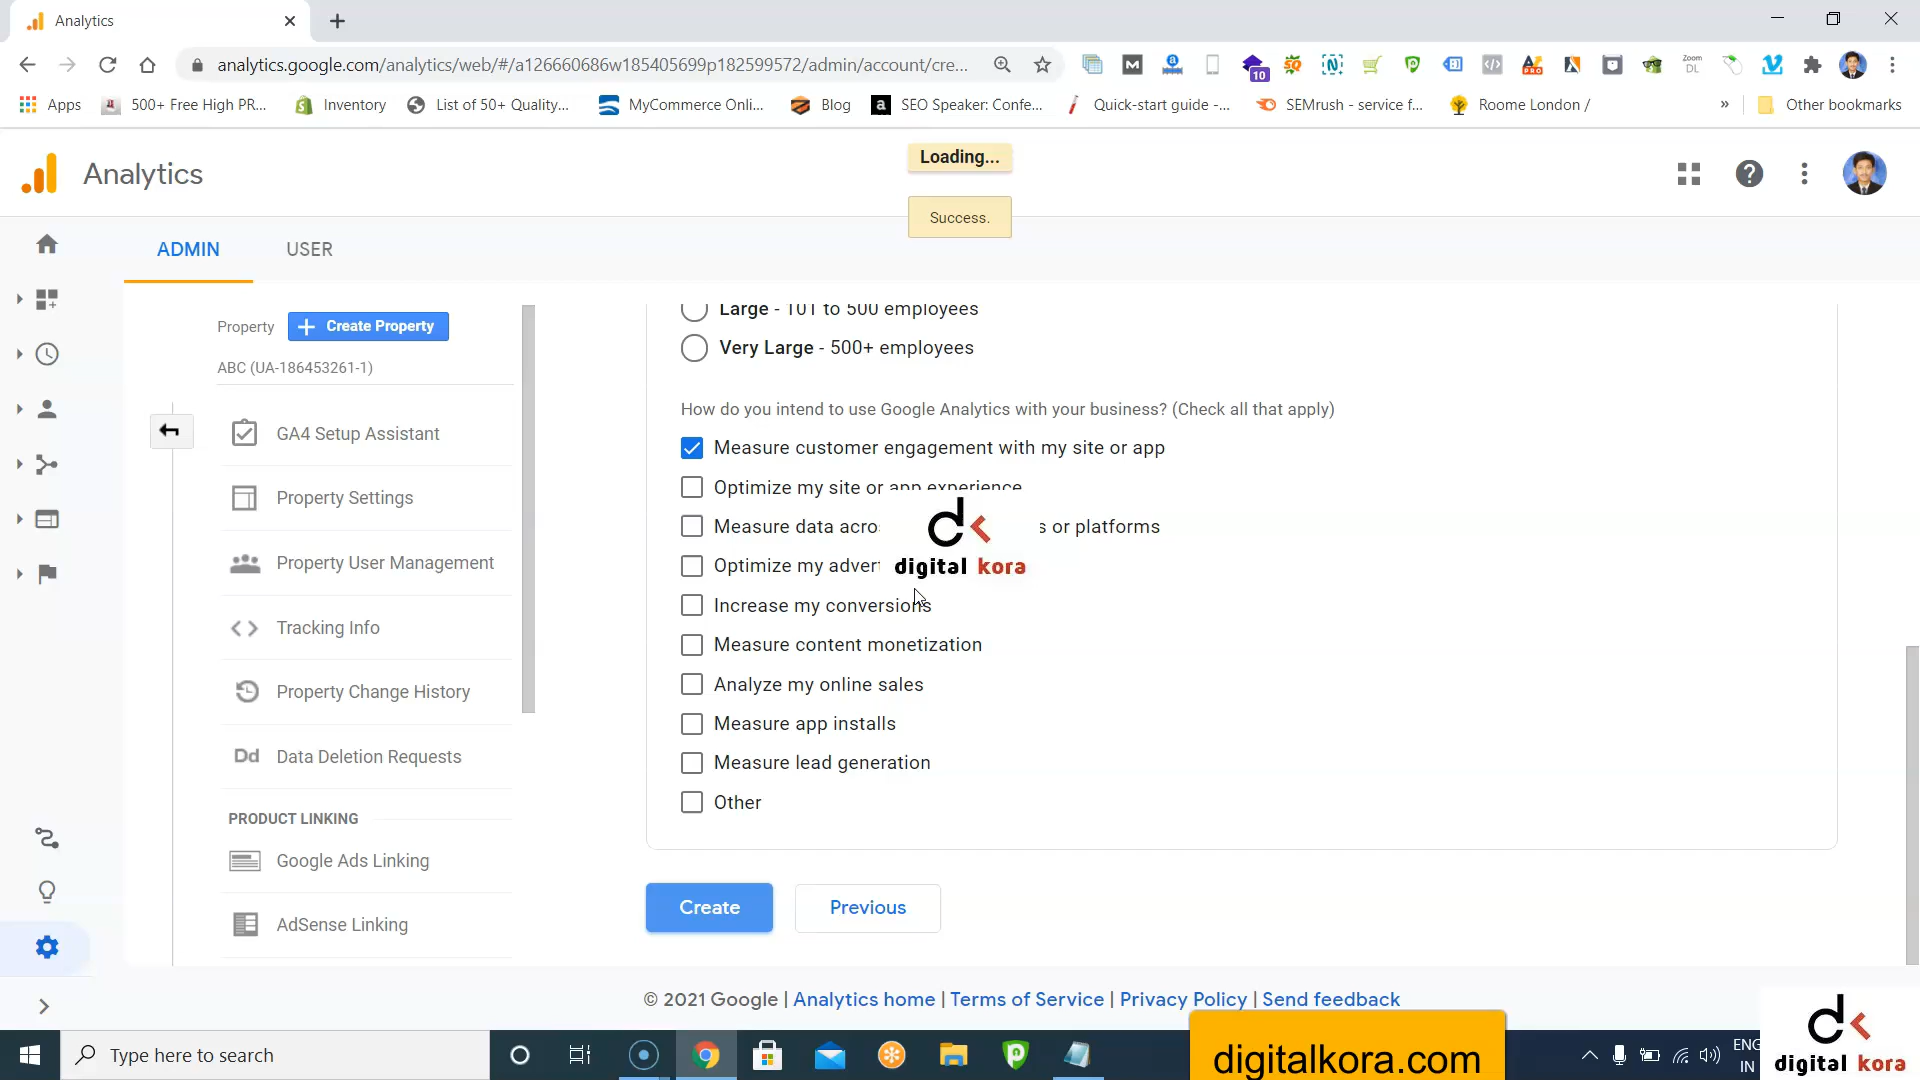 Analytics
analytics.google.com/analytics/web/#/a126660686w185405699p182599572/admin/account/cre...
10
Zoom
DL
Apps
500+ Free High PR...
Inventory
List of 50+ Quality...
MyCommerce Onli...
Blog
SEO Speaker: Confe...
Quick-start guide -...
SEMrush - service f...
Roome London /
»
Other bookmarks
Analytics
Loading...
Success.
ADMIN
USER
Property
Create Property
ABC (UA-186453261-1)
GA4 Setup Assistant
Property Settings
Property User Management
Tracking Info
Property Change History
Dd Data Deletion Requests
PRODUCT LINKING
Google Ads Linking
AdSense Linking
Large - 101 to 500 employees
Very Large - 500+ employees
How do you intend to use Google Analytics with your business? (Check all that apply)
Measure customer engagement with my site or app
Optimize my site or app experience
Measure data acro
s or platforms
Optimize my advert
digital kora
Increase my conversions
Measure content monetization
Analyze my online sales
Measure app installs
Measure lead generation
Other
Create
Previous
© 2021 Google | Analytics home | Terms of Service | Privacy Policy | Send feedback
Type here to search
digitalkora.com
ENG
IN
digital kora